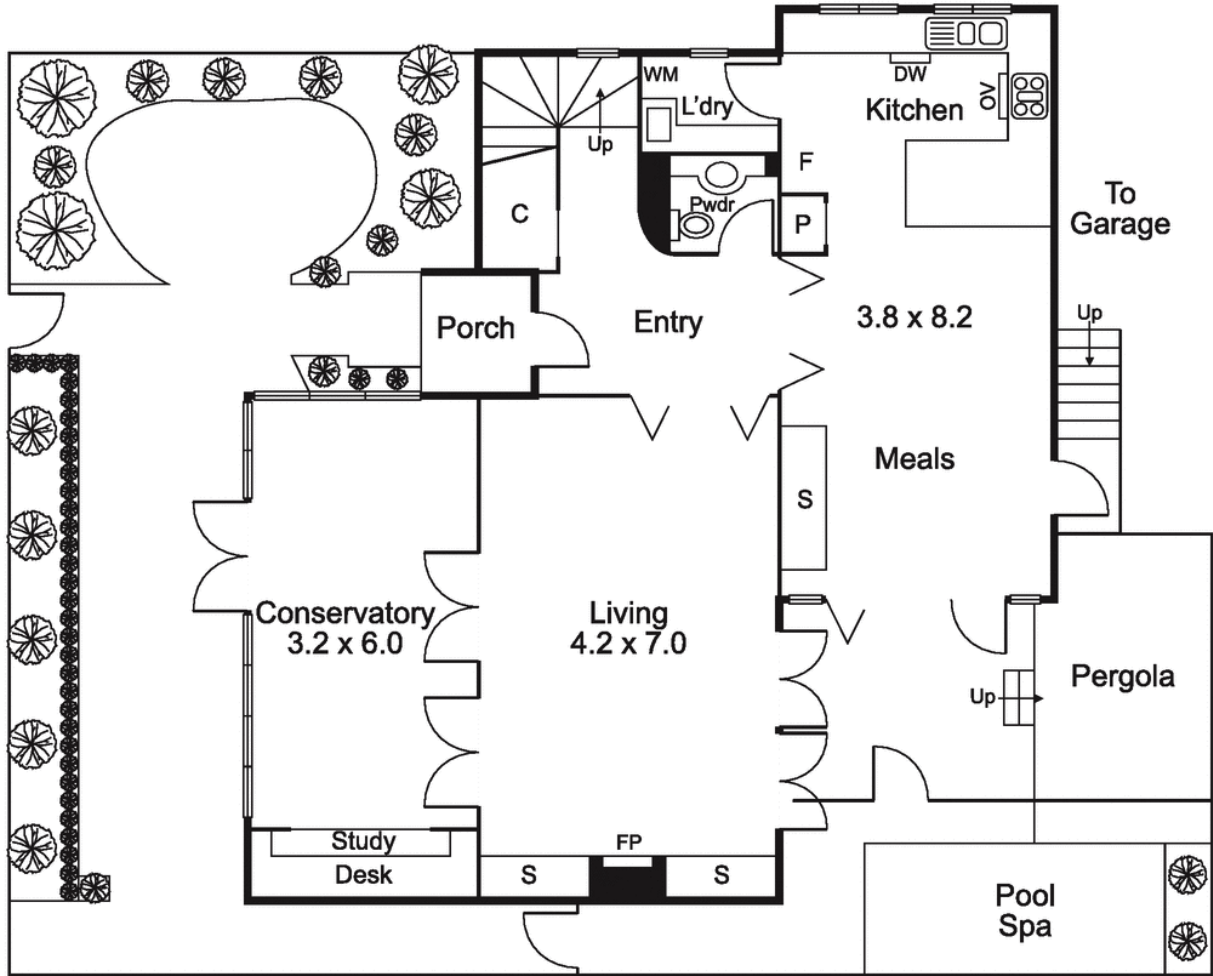 WM
L'dry
Up
DW
OV
Kitchen
C
Pwdr
F
P
To
Garage
Porch
Entry
3.8 x 8.2
Up
Meals
S
Conservatory
3.2 x 6.0
Living
4.2 x 7.0
Up
Pergola
Study
Desk
FP
S
S
Pool
Spa